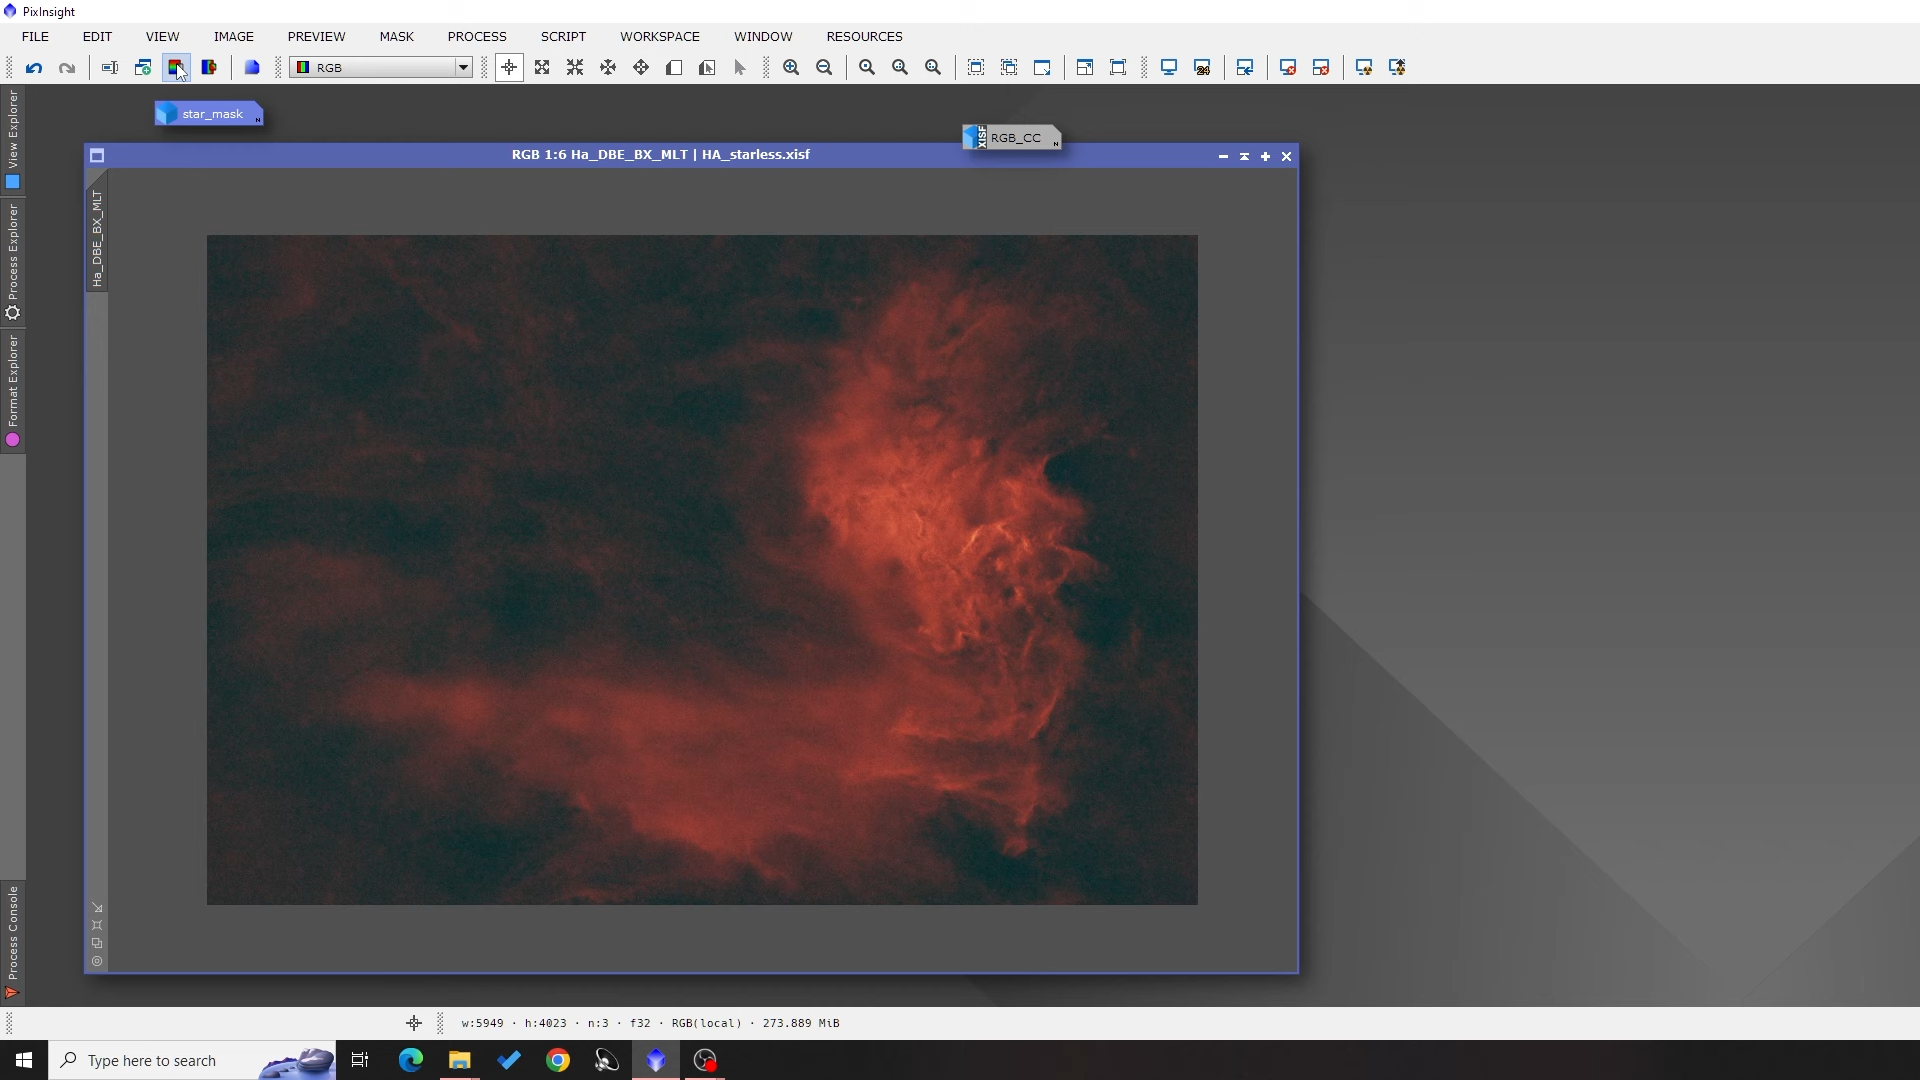 PixInsight
FILE EDIT VIEW IMAGE PREVIEW MASK PROCESS SCRIPT WORKSPACE WINDOW RESOURCES
RGB
24
View Explorer
Process Explorer
Format Explorer
Process Console
star_mask
N
XISF
RGB_CC
N
RGB 1:6 Ha_DBE_BX_MLT | HA_starless.xisf
Ha_DBE_BX_MLT
w:5949 · h:4023 · n:3 · f32 · RGB(local) · 273.889 MiB
Type here to search